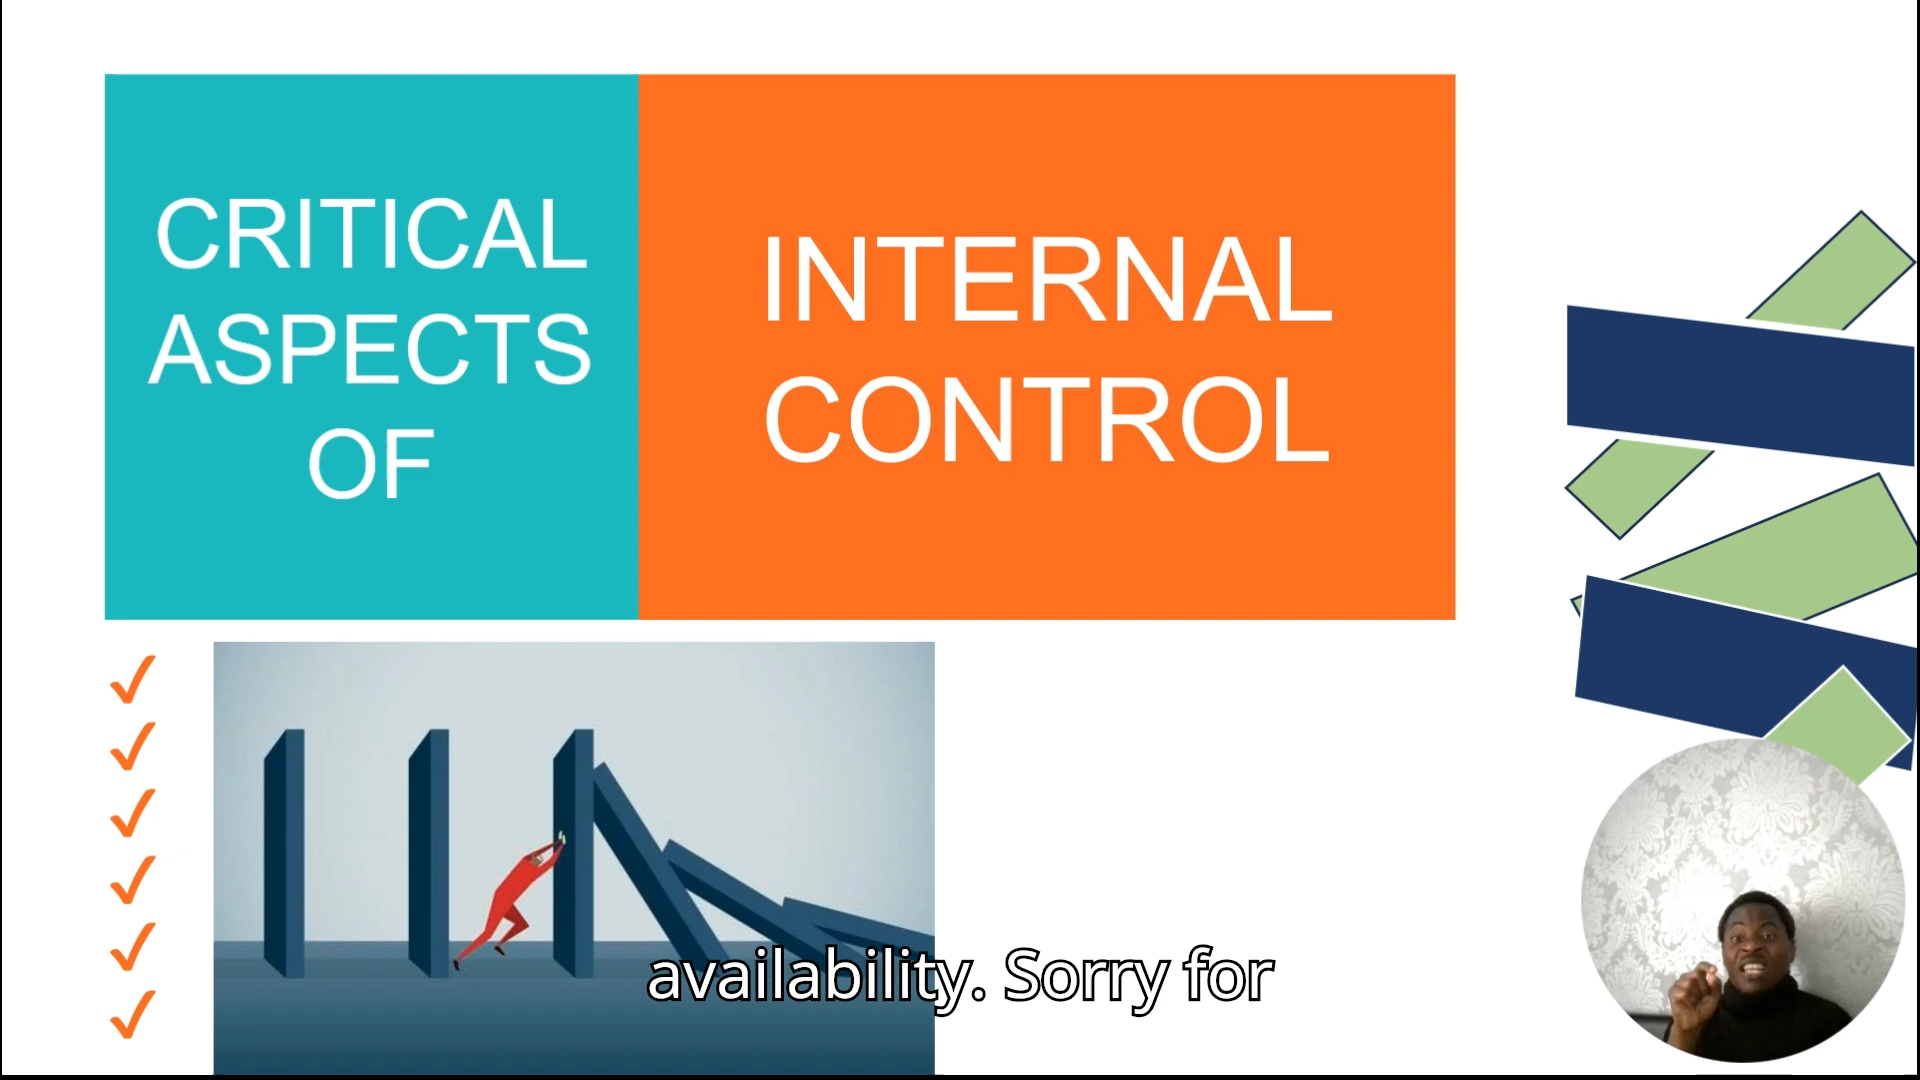 CRITICAL
ASPECTS
OF
INTERNAL
CONTROL
availability. Sorry for